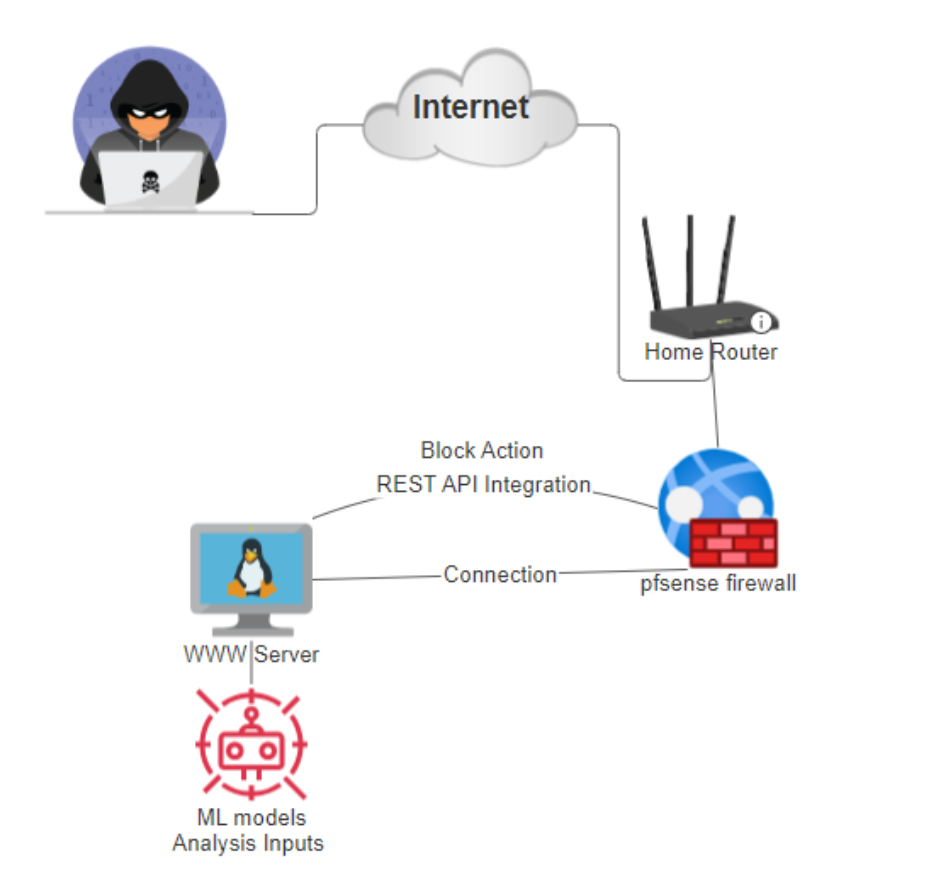 Internet
Home Router
Block Action
REST API Integration
Connection
pfsense firewall
WWW Server
ML models
Analysis Inputs